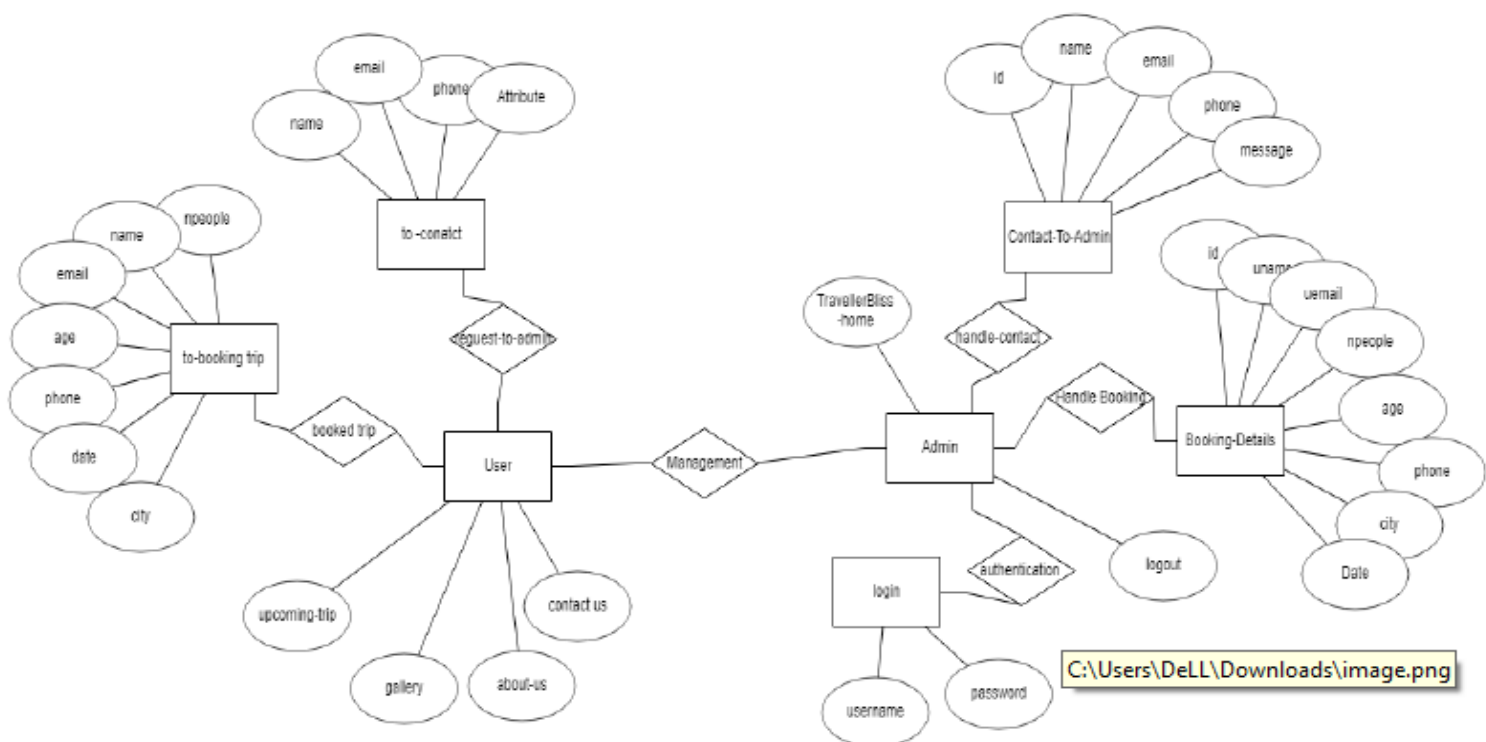 email
phone
Attribute
name
to -conatct
npeople
name
email
age
phone
date
city
to-booking trip
booked trip
reguest-to-admin
User
upcoming-trip
gallery
about-us
contact us
Management
TravellerBliss
-home
Admin
id
name
email
phone
message
Contact-To-Admin
handle-contact
Handle Booking
id
uname
uemail
npeople
age
phone
city
Date
Booking-Details
authentication
logout
login
username
password
C:\Users\DeLL\Downloads\image.png